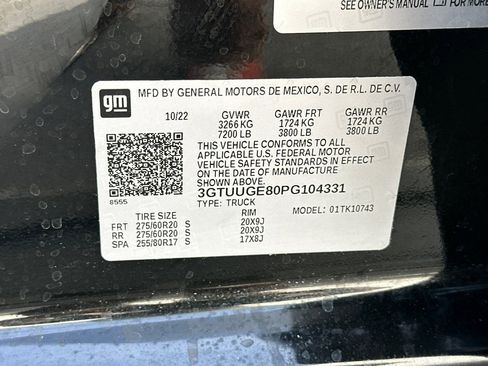 SEE OWNER'S MANUAL
gm
MFD BY GENERAL MOTORS DE MEXICO, S. DE R.L. DE C.V.
10/22 GVWR GAWR FRT GAWR RR
3266 KG 1724 KG 1724 KG
7200 LB 3800 LB 3800 LB
THIS VEHICLE CONFORMS TO ALL
APPLICABLE U.S. FEDERAL MOTOR
VEHICLE SAFETY STANDARDS IN EFFECT
ON THE DATE OF MANUFACTURE
SHOWN ABOVE.
3GTUUGE80PG104331
8555 TYPE: TRUCK
TIRE SIZE RIM MODEL: 01TK10743
FRT 275/60R20 S 20X9J
RR 275/60R20 S 20X9J
SPA 255/80R17 S 17X8J